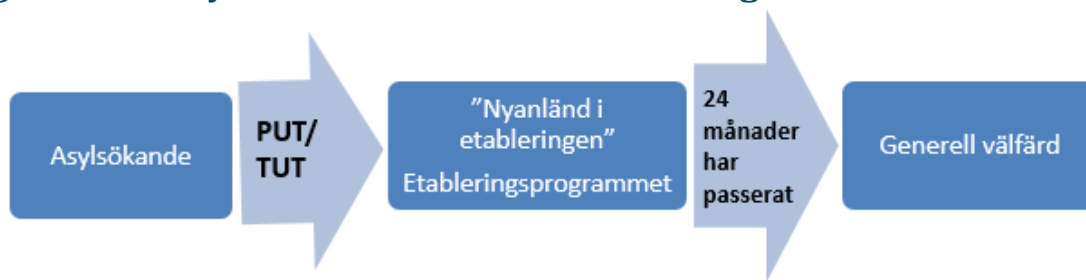 Asylsökande
PUT/
TUT
”Nyanländ i
etableringen”
Etableringsprogrammet
24
månader
har
passerat
Generell välfärd